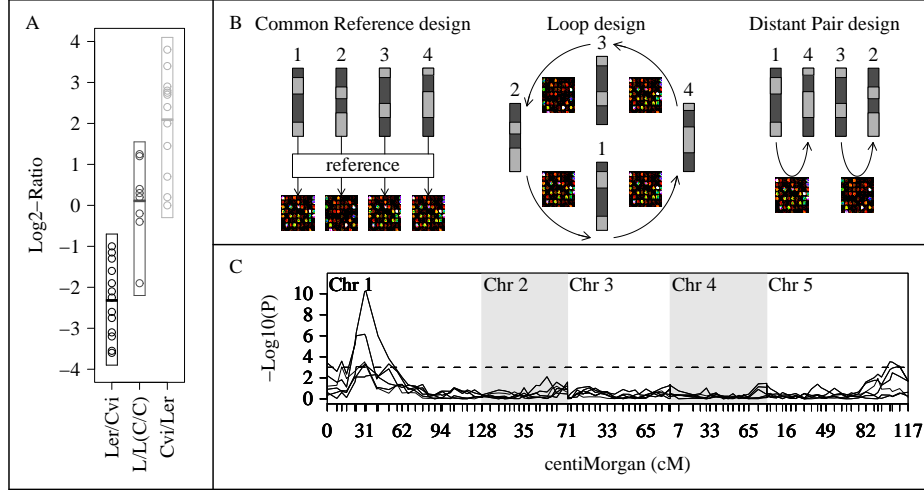 A
Log2−Ratio
4
3
2
1
0
−1
−2
−3
−4
Ler/Cvi
L/L(C/C)
Cvi/Ler
B
Common Reference design
1 2 3 4
reference
Loop design
3
2
4
1
Distant Pair design
1 4 3 2
C
Chr 1 Chr 2 Chr 3 Chr 4 Chr 5
−Log10(P)
10
8
6
4
2
0
0 31 62 94 128 35 71 33 65 7 33 65 16 49 82 117
centiMorgan (cM)